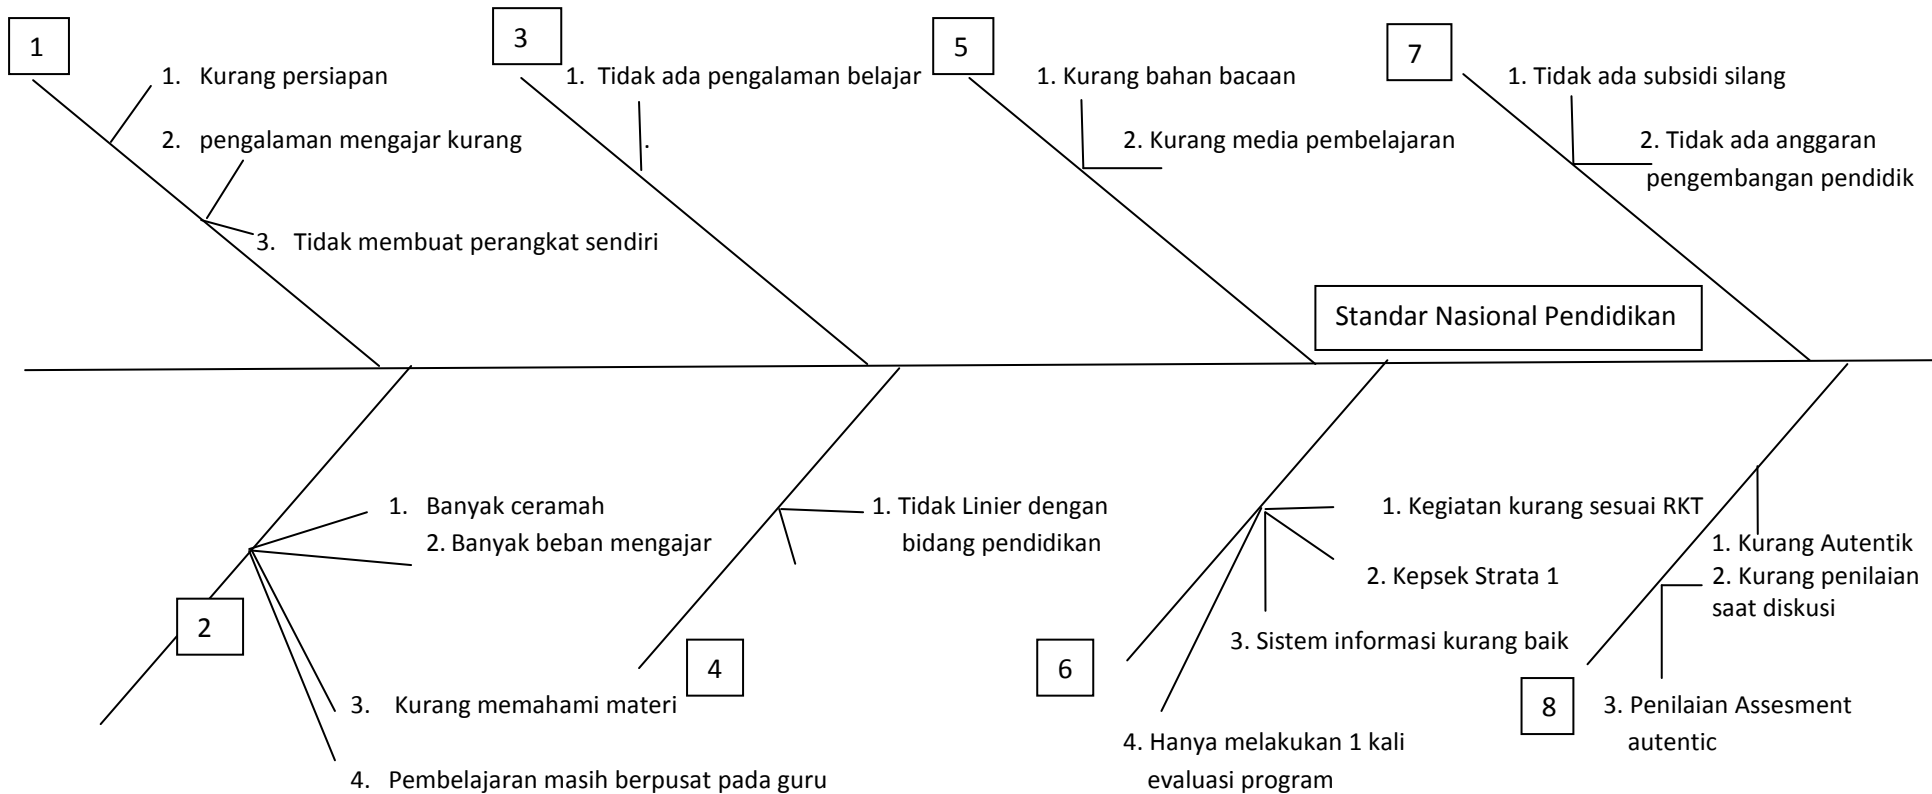 1
1. Kurang persiapan
2. pengalaman mengajar kurang
3. Tidak membuat perangkat sendiri
3
1. Tidak ada pengalaman belajar
.
5
1. Kurang bahan bacaan
2. Kurang media pembelajaran
7
1. Tidak ada subsidi silang
2. Tidak ada anggaran
pengembangan pendidik
Standar Nasional Pendidikan
2
1. Banyak ceramah
2. Banyak beban mengajar
3. Kurang memahami materi
4. Pembelajaran masih berpusat pada guru
4
1. Tidak Linier dengan
bidang pendidikan
6
1. Kegiatan kurang sesuai RKT
2. Kepsek Strata 1
3. Sistem informasi kurang baik
4. Hanya melakukan 1 kali
evaluasi program
8
1. Kurang Autentik
2. Kurang penilaian
saat diskusi
3. Penilaian Assesment
autentic